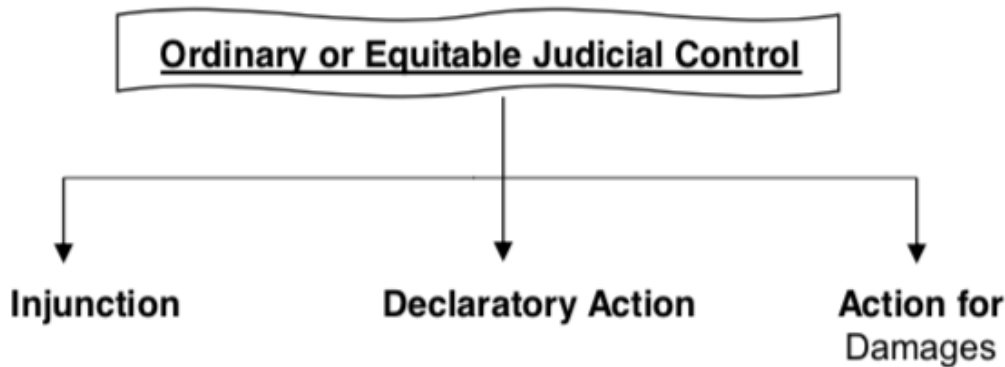 Ordinary or Equitable Judicial Control
Injunction
Declaratory Action
Action for
Damages